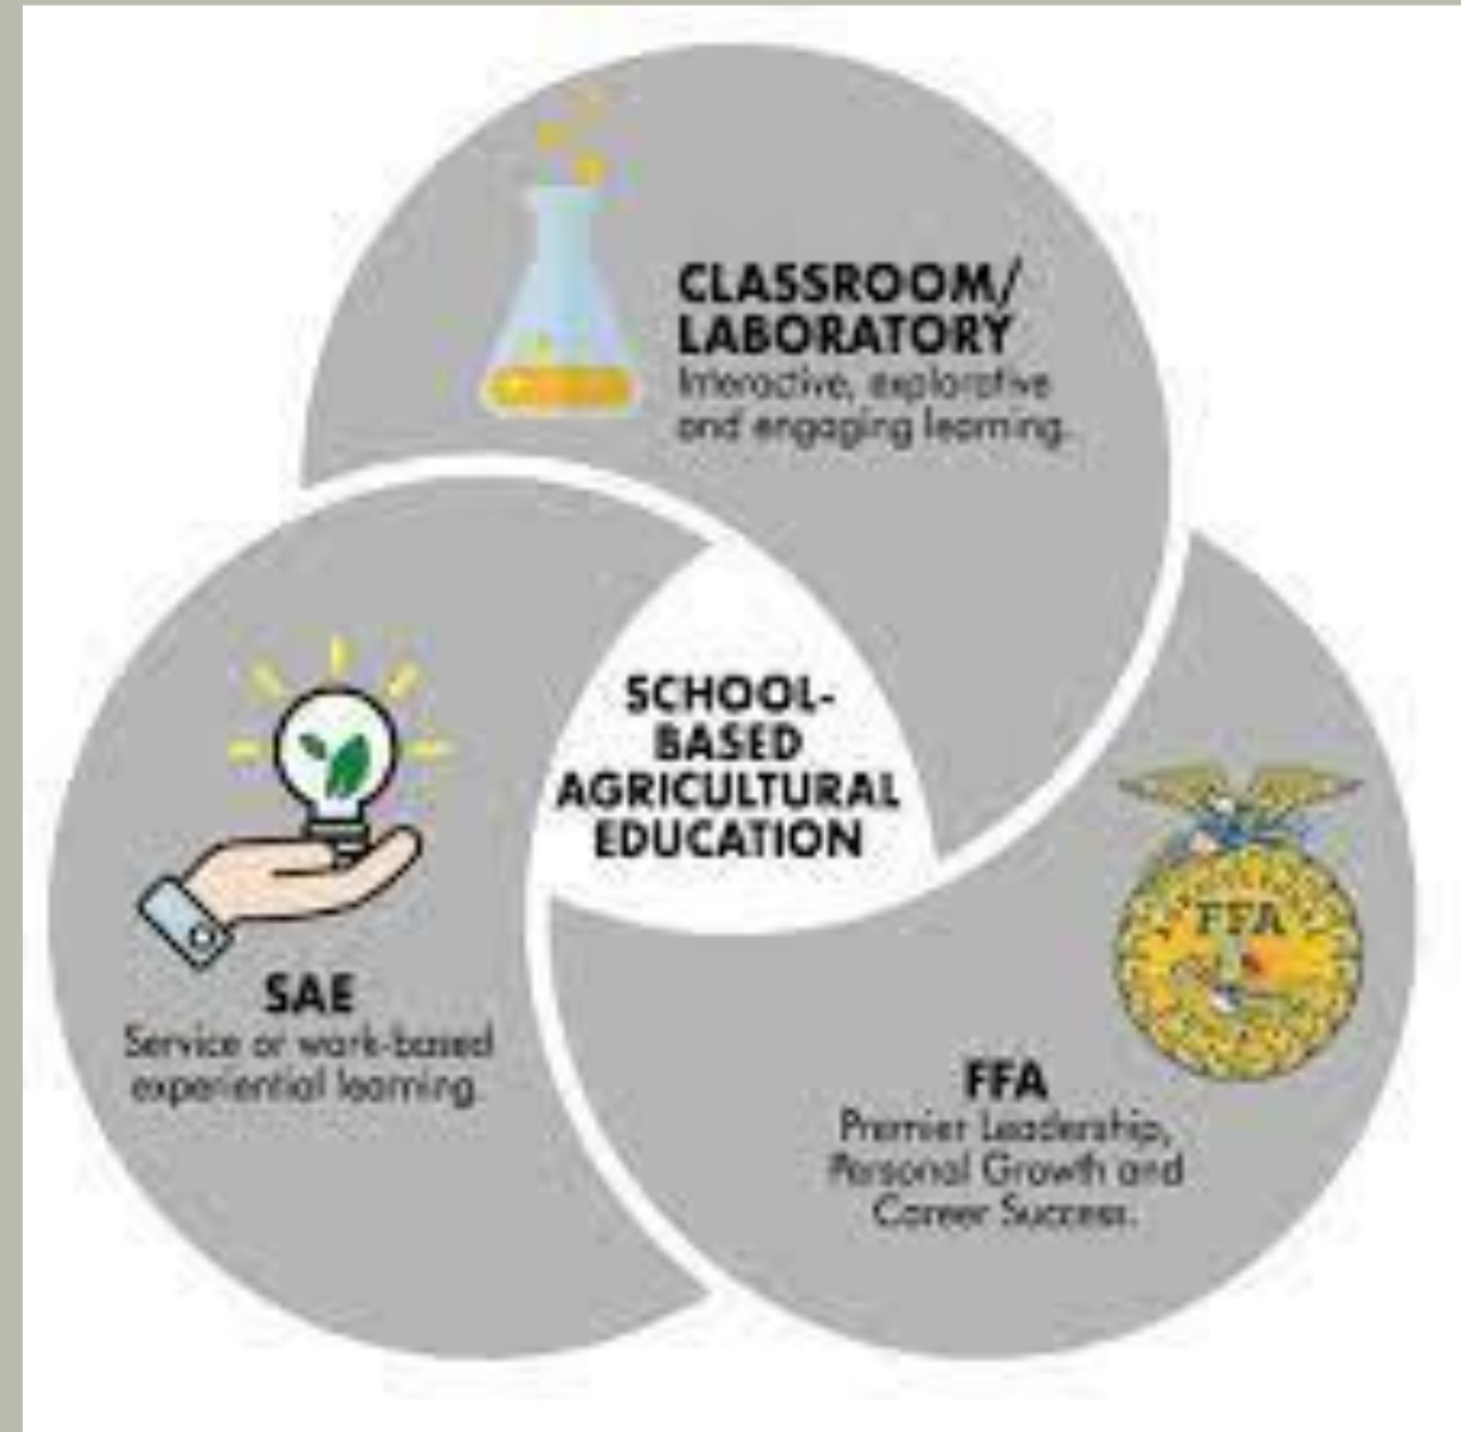 CLASSROOM/
LABORATORY
Interactive, explorative
and engaging learning.
SCHOOL-
BASED
AGRICULTURAL
EDUCATION
SAE
Service or work-based
experiential learning.
FFA
FFA
Premier Leadership,
Personal Growth and
Career Success.